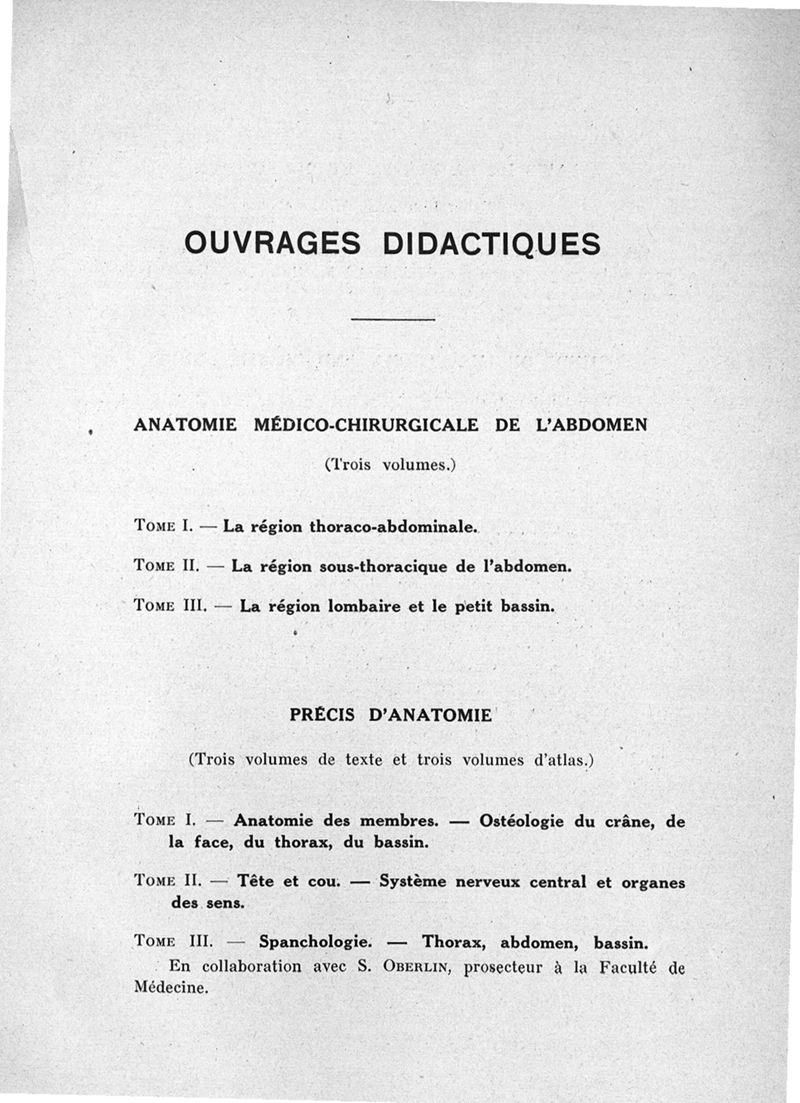 OUVRAGES DIDACTIQUES
ANATOMIE MÉDICO-CHIRURGICALE DE L'ABDOMEN
(Trois volumes.)
TOME I. — La région thoraco-abdominale.
TOME II. — La région sous-thoracique de l'abdomen.
TOME III. — La région lombaire et le petit bassin.
PRÉCIS D'ANATOMIE
(Trois volumes de texte et trois volumes d'atlas.)
TOME I. — Anatomie des membres. — Ostéologie du crâne, de
la face, du thorax, du bassin.
TOME II. — Tête et cou. — Système nerveux central et organes
des sens.
TOME III. — Spanchologie. — Thorax, abdomen, bassin.
En collaboration avec S. OBERLIN, prosecteur à la Faculté de
Médecine.